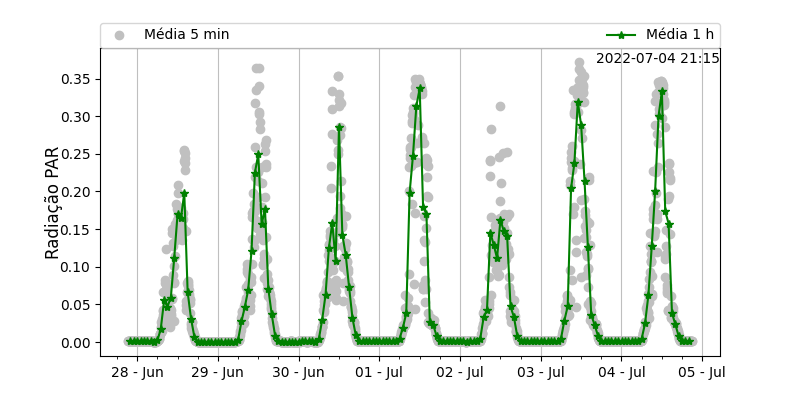 Média 5 min
Média 1 h
2022-07-04 21:15
Radiação PAR
0.35
0.30
0.25
0.20
0.15
0.10
0.05
0.00
28 - Jun
29 - Jun
30 - Jun
01 - Jul
02 - Jul
03 - Jul
04 - Jul
05 - Jul